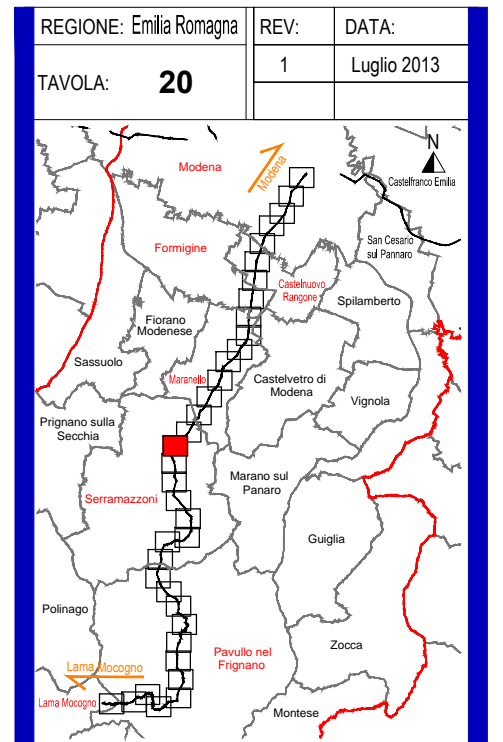 REGIONE: Emilia Romagna
REV:
DATA:
TAVOLA: 20
1
Luglio 2013
Modena
Modena
N
Castelfranco Emilia
Formigine
San Cesario
sul Pannaro
Castelnuovo
Rangone
Spilamberto
Fiorano
Modenese
Sassuolo
Maranello
Castelvetro di
Modena
Vignola
Prignano sulla
Secchia
Marano sul
Panaro
Serramazzoni
Guiglia
Polinago
Zocca
Pavullo nel
Frignano
Lama Mocogno
Lama Mocogno
Montese